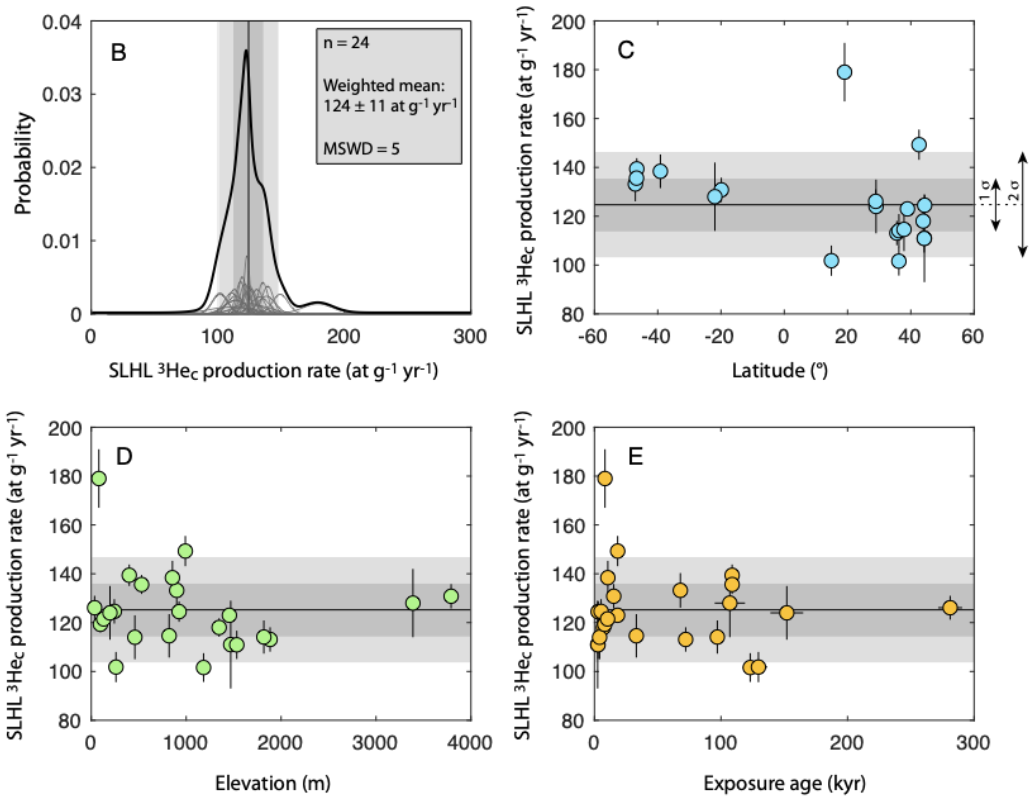 B
n = 24
Weighted mean:
124 ± 11 at g⁻¹ yr⁻¹
MSWD = 5
Probability
0.04
0.03
0.02
0.01
0
0 100 200 300
SLHL ³Heᴄ production rate (at g⁻¹ yr⁻¹)
C
SLHL ³Heᴄ production rate (at g⁻¹ yr⁻¹)
200
180
160
140
120
100
80
-60 -40 -20 0 20 40 60
Latitude (°)
1 σ
2 σ
D
SLHL ³Heᴄ production rate (at g⁻¹ yr⁻¹)
200
180
160
140
120
100
80
0 1000 2000 3000 4000
Elevation (m)
E
SLHL ³Heᴄ production rate (at g⁻¹ yr⁻¹)
200
180
160
140
120
100
80
0 100 200 300
Exposure age (kyr)